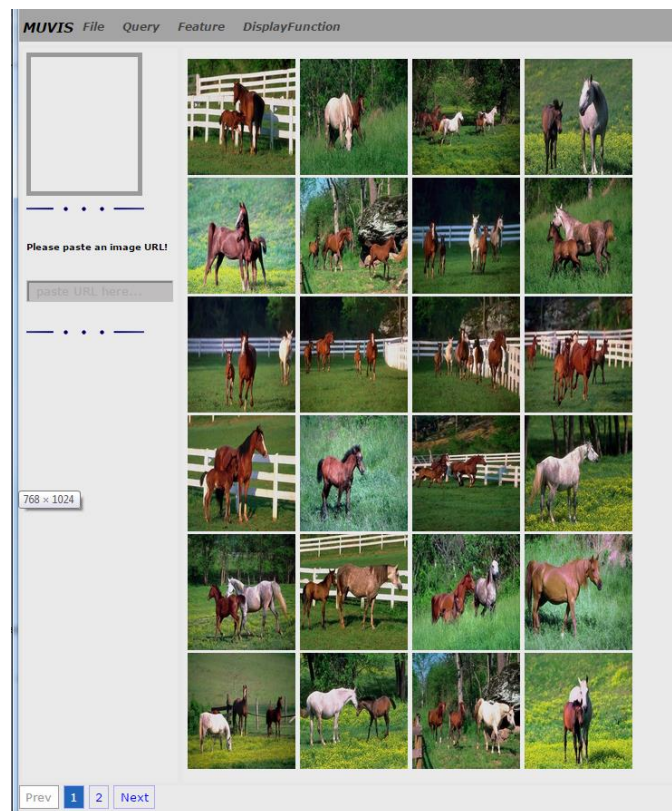 MUVIS File Query Feature DisplayFunction
Please paste an image URL!
paste URL here...
768 × 1024
Prev 1 2 Next